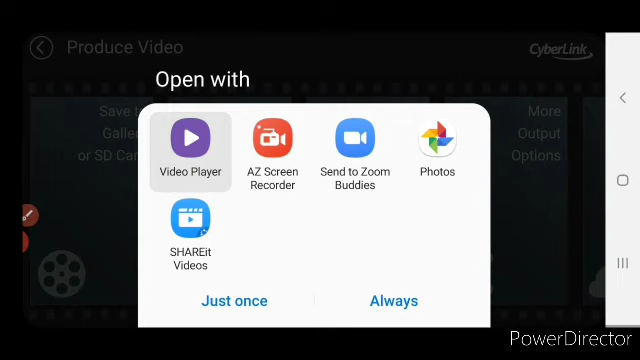 Produce Video
CyberLink
Open with
Save to
Gallery
or SD Car
More
Output
Options
Video Player
AZ Screen
Recorder
Send to Zoom
Buddies
Photos
SHAREit
Videos
Just once
Always
PowerDirector